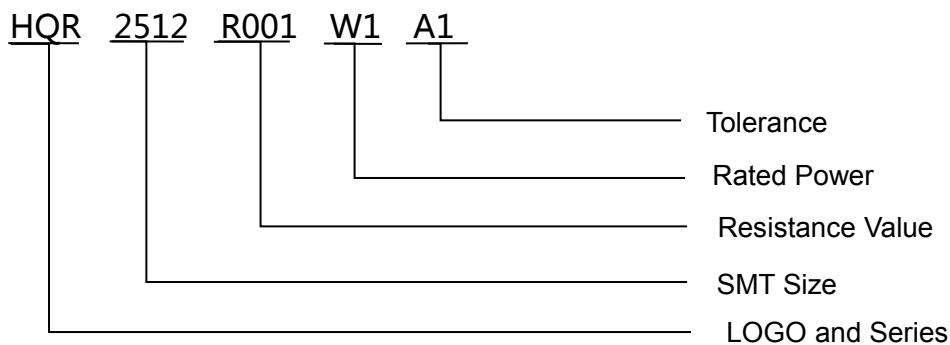 HQR 2512 R001 W1 A1
Tolerance
Rated Power
Resistance Value
SMT Size
LOGO and Series